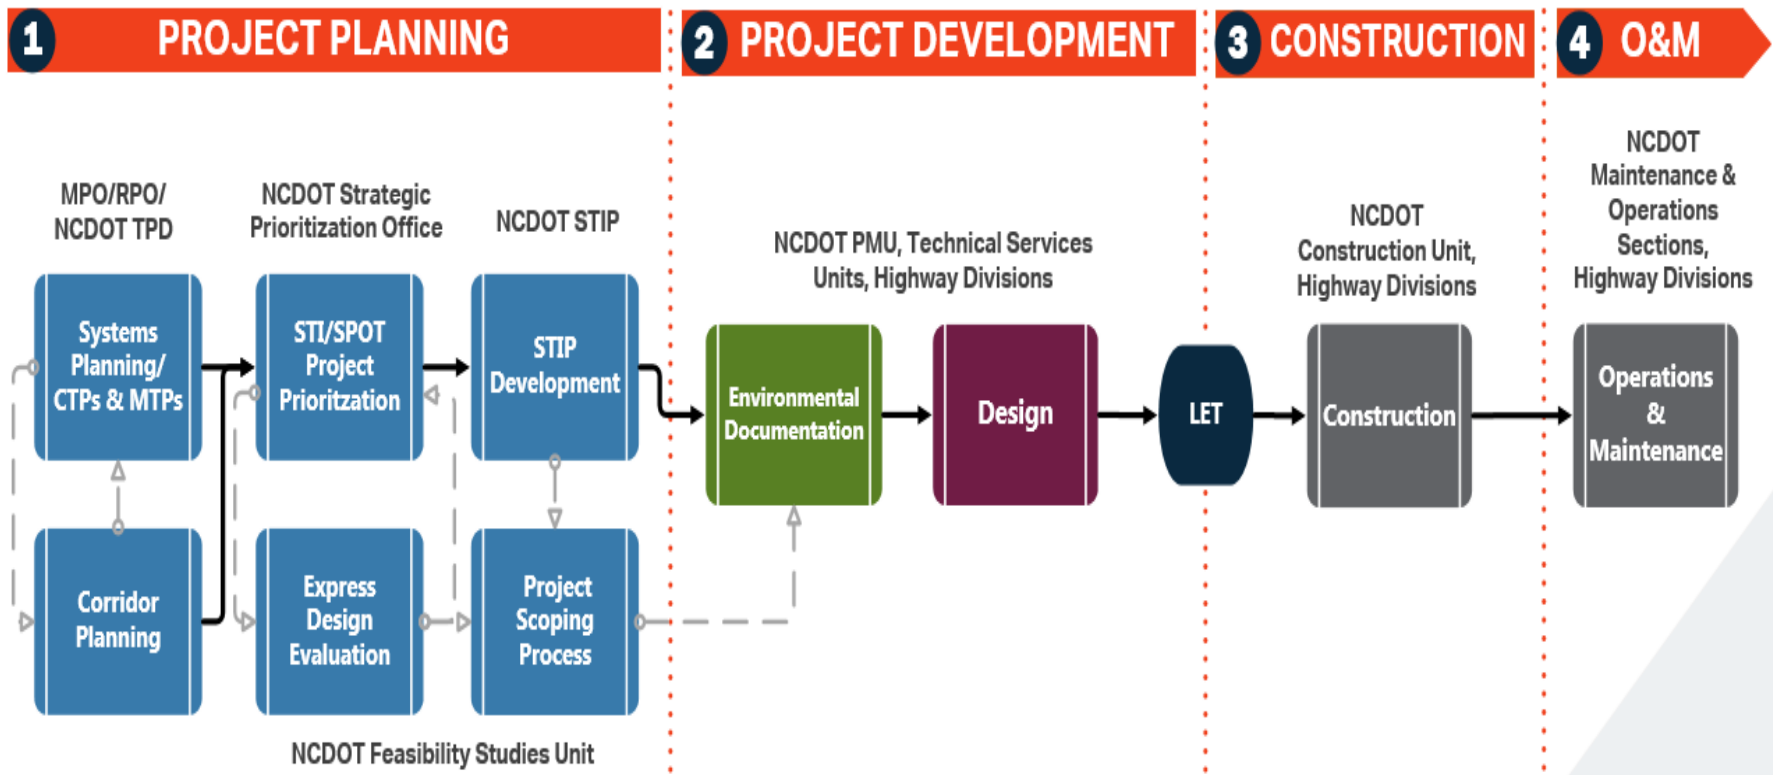 1 PROJECT PLANNING
2 PROJECT DEVELOPMENT
3 CONSTRUCTION
4 O&M
MPO/RPO/
NCDOT TPD
NCDOT Strategic
Prioritization Office
NCDOT STIP
NCDOT PMU, Technical Services
Units, Highway Divisions
NCDOT
Construction Unit,
Highway Divisions
NCDOT
Maintenance &
Operations
Sections,
Highway Divisions
Systems
Planning/
CTPs & MTPs
STI/SPOT
Project
Prioritzation
STIP
Development
Environmental
Documentation
Design
LET
Construction
Operations
&
Maintenance
Corridor
Planning
Express
Design
Evaluation
Project
Scoping
Process
NCDOT Feasibility Studies Unit